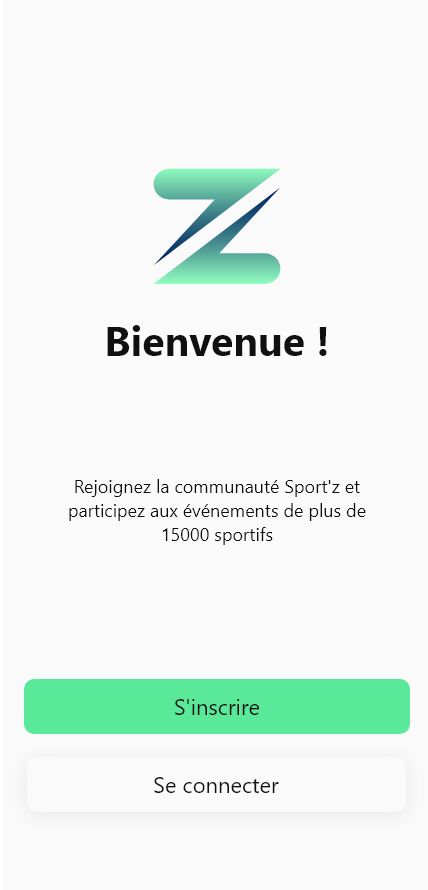 Bienvenue !
Rejoignez la communauté Sport'z et
participez aux événements de plus de
15000 sportifs
S'inscrire
Se connecter